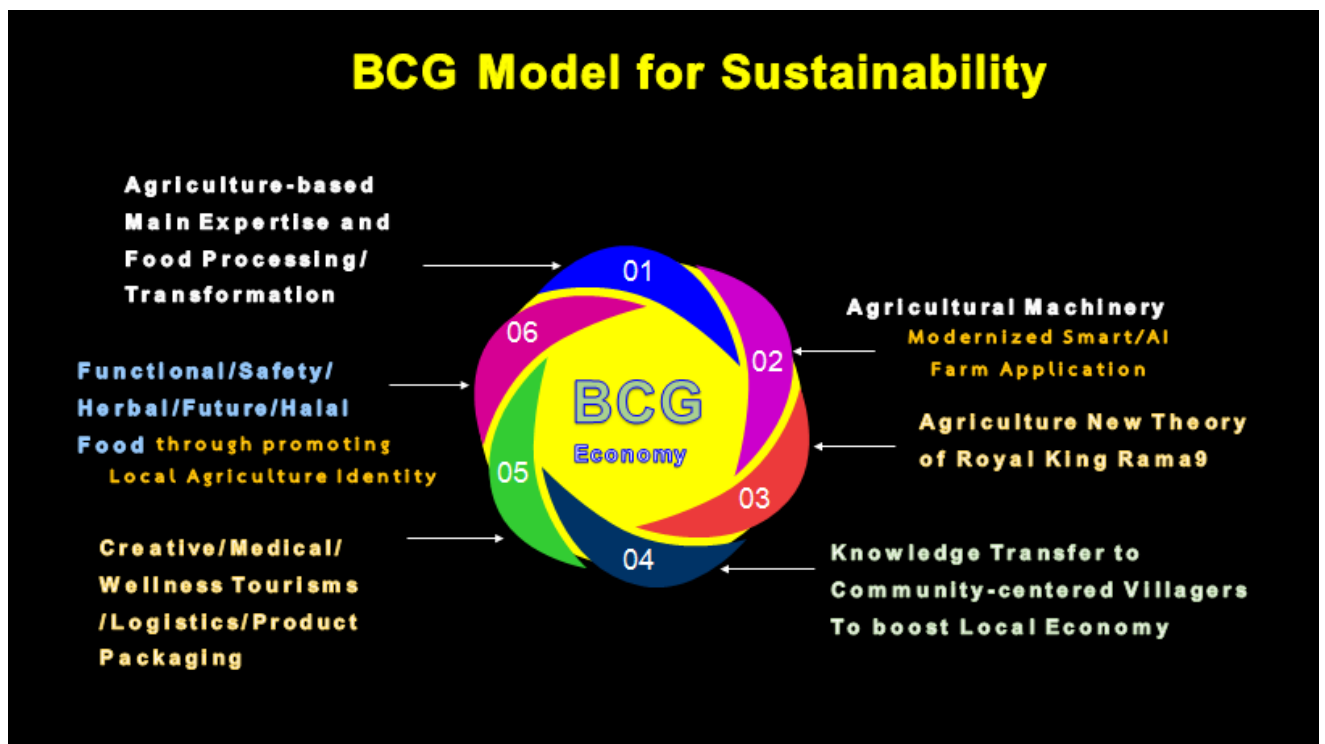 BCG Model for Sustainability
Agriculture-based
Main Expertise and
Food Processing/
Transformation
01
02
03
04
05
06
BCG
Economy
Agricultural Machinery
Modernized Smart/AI
Farm Application
Agriculture New Theory
of Royal King Rama9
Knowledge Transfer to
Community-centered Villagers
To boost Local Economy
Creative/Medical/
Wellness Tourisms
/Logistics/Product
Packaging
Functional/Safety/
Herbal/Future/Halal
Food through promoting
Local Agriculture Identity